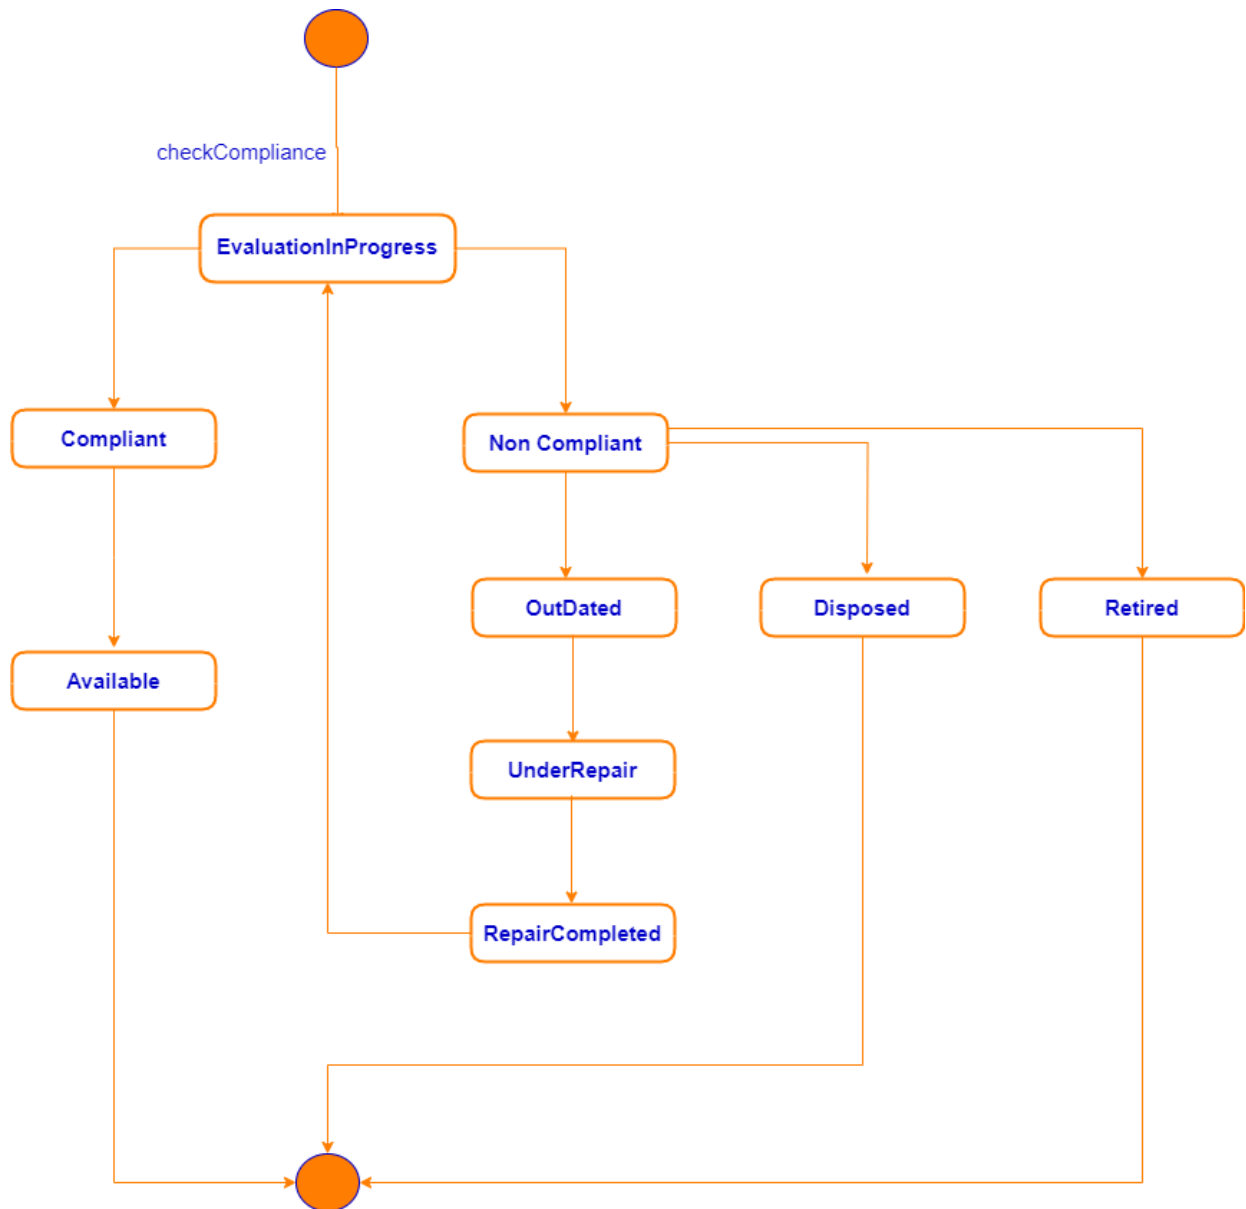 checkCompliance
EvaluationInProgress
Compliant
Non Compliant
OutDated
Disposed
Retired
Available
UnderRepair
RepairCompleted